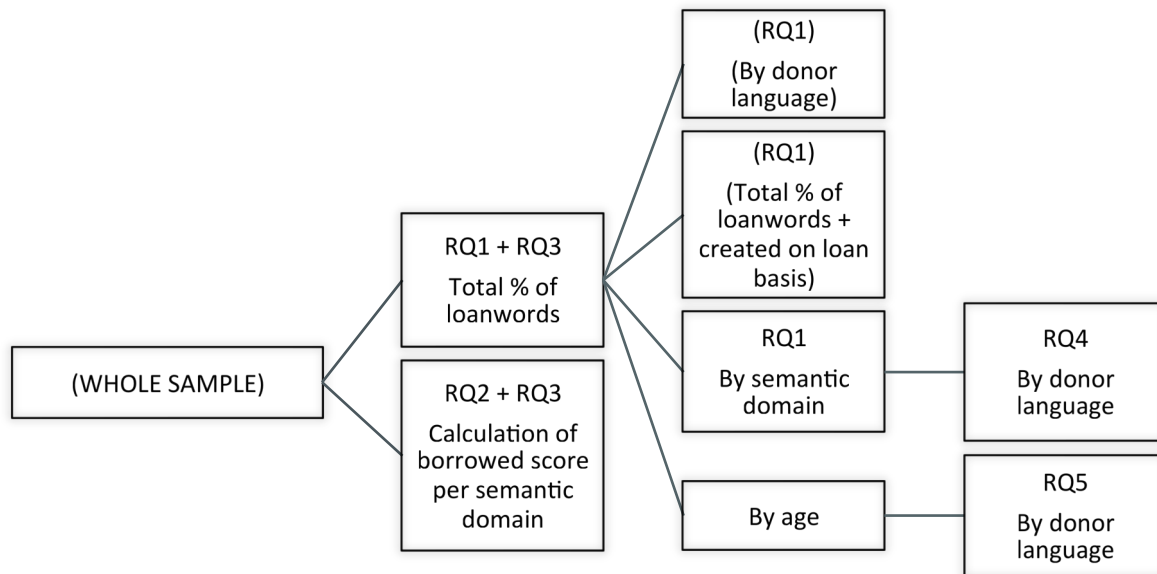 (WHOLE SAMPLE)
RQ1 + RQ3
Total % of
loanwords
RQ2 + RQ3
Calculation of
borrowed score
per semantic
domain
(RQ1)
(By donor
language)
(RQ1)
(Total % of
loanwords +
created on loan
basis)
RQ1
By semantic
domain
By age
RQ4
By donor
language
RQ5
By donor
language